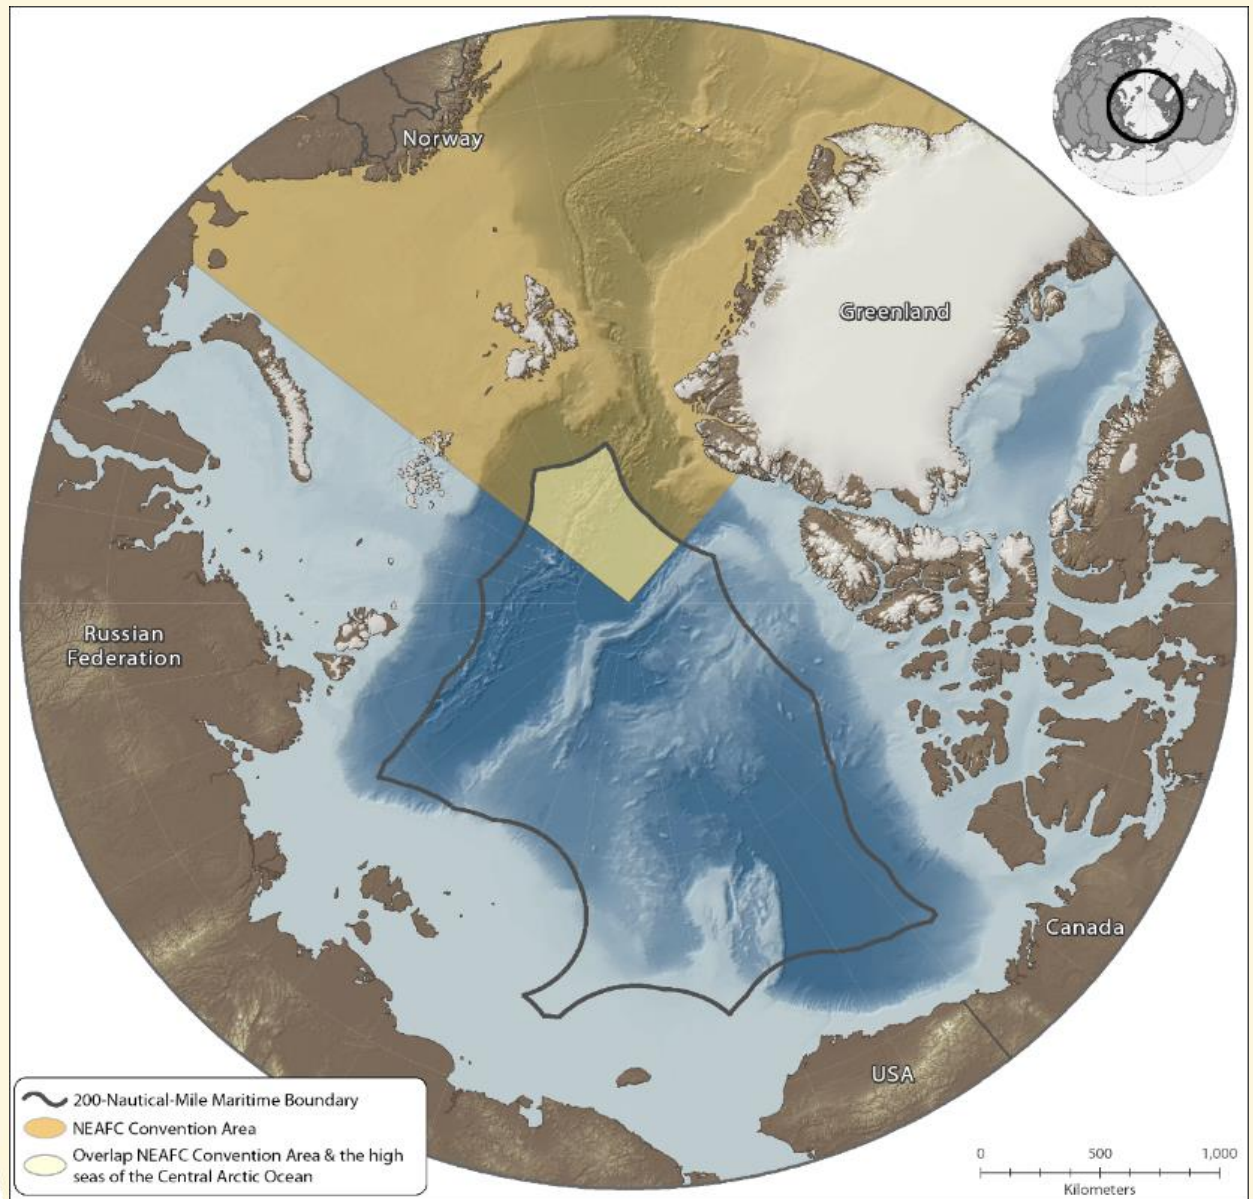 Norway
Greenland
Russian
Federation
Canada
USA
200-Nautical-Mile Maritime Boundary
NEAFC Convention Area
Overlap NEAFC Convention Area & the high
seas of the Central Arctic Ocean
0 500 1,000
Kilometers